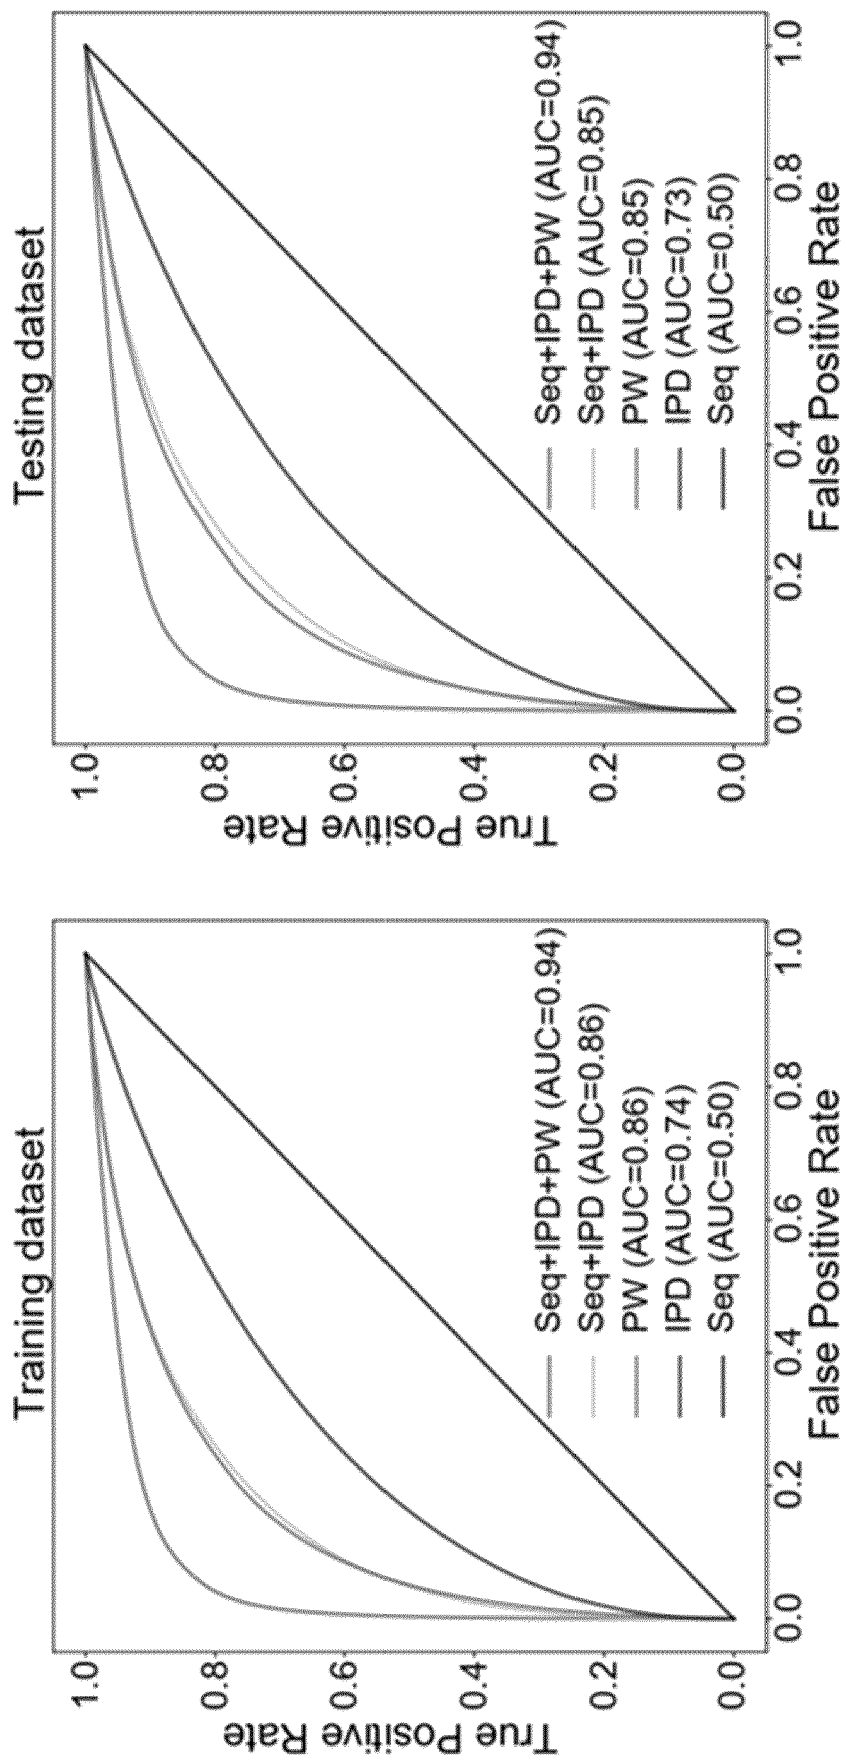 Training dataset
True Positive Rate
1.0
0.8
0.6
0.4
0.2
0.0
Seq+IPD+PW (AUC=0.94)
Seq+IPD (AUC=0.86)
PW (AUC=0.86)
IPD (AUC=0.74)
Seq (AUC=0.50)
0.0 0.2 0.4 0.6 0.8 1.0
False Positive Rate
Testing dataset
True Positive Rate
1.0
0.8
0.6
0.4
0.2
0.0
Seq+IPD+PW (AUC=0.94)
Seq+IPD (AUC=0.85)
PW (AUC=0.85)
IPD (AUC=0.73)
Seq (AUC=0.50)
0.0 0.2 0.4 0.6 0.8 1.0
False Positive Rate